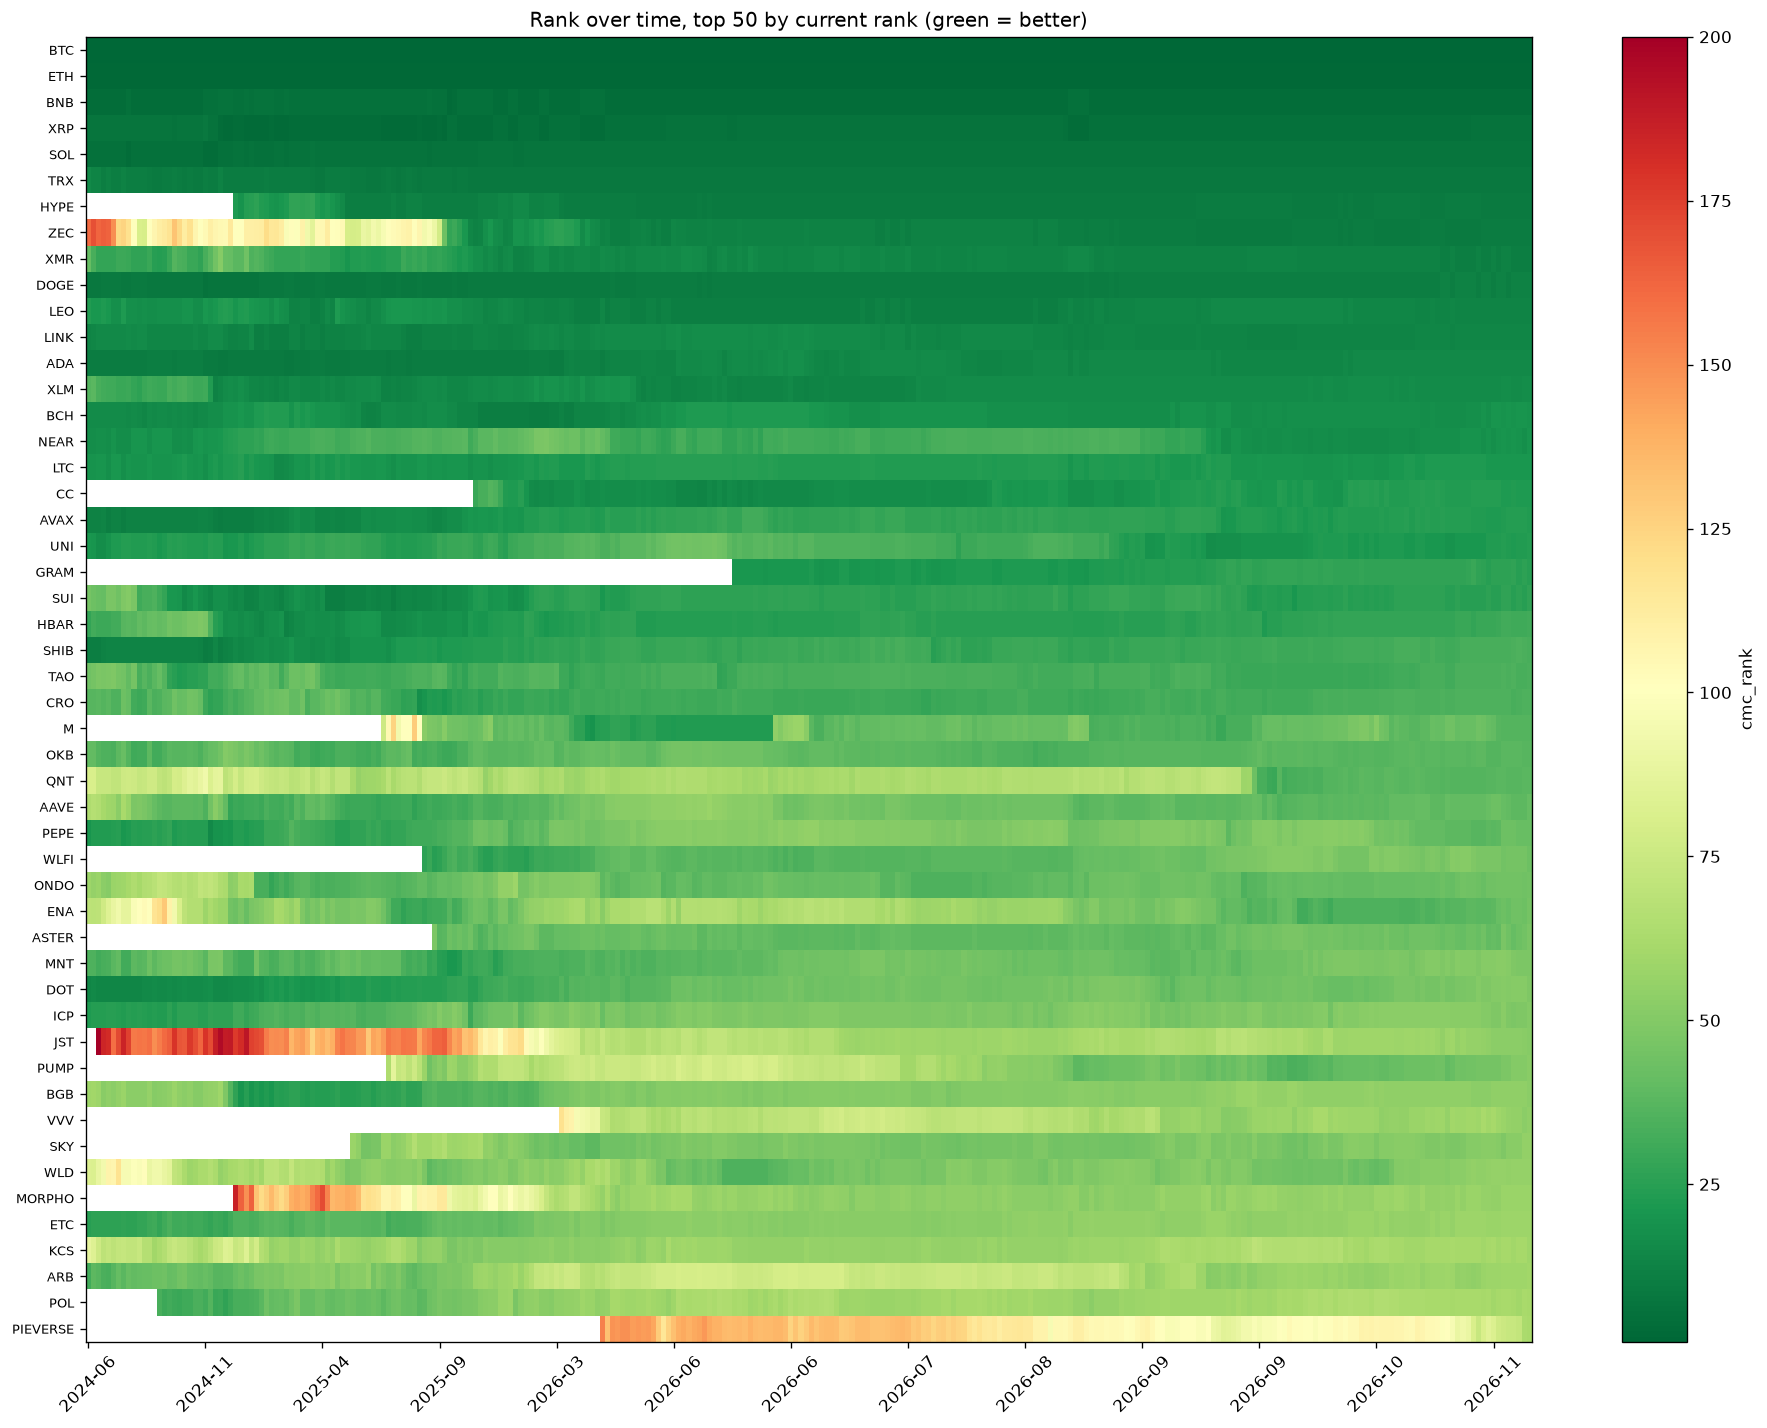 Rank over time, top 50 by current rank (green = better)
BTC
ETH
BNB
XRP
SOL
TRX
HYPE
ZEC
XMR
DOGE
LEO
LINK
ADA
XLM
BCH
NEAR
LTC
CC
AVAX
UNI
GRAM
SUI
HBAR
SHIB
TAO
CRO
M
OKB
QNT
AAVE
PEPE
WLFI
ONDO
ENA
ASTER
MNT
DOT
ICP
JST
PUMP
BGB
VVV
SKY
WLD
MORPHO
ETC
KCS
ARB
POL
PIEVERSE
2024-06
2024-11
2025-04
2025-09
2026-03
2026-06
2026-06
2026-07
2026-08
2026-09
2026-09
2026-10
2026-11
200
175
150
125
100
75
50
25
cmc_rank